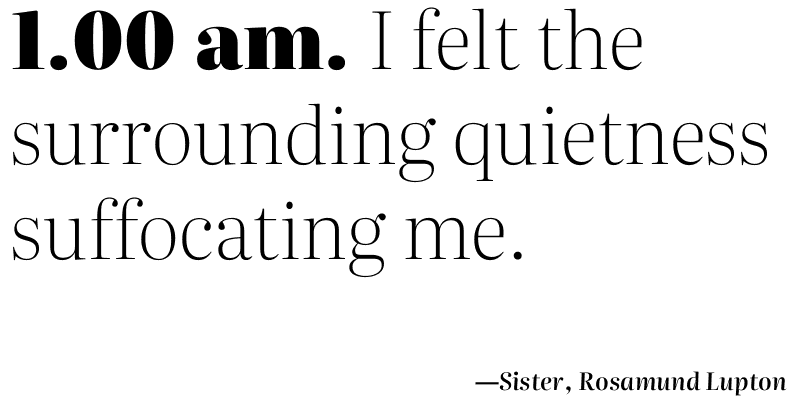 1.00 am. I felt the
surrounding quietness
suffocating me.
—Sister, Rosamund Lupton